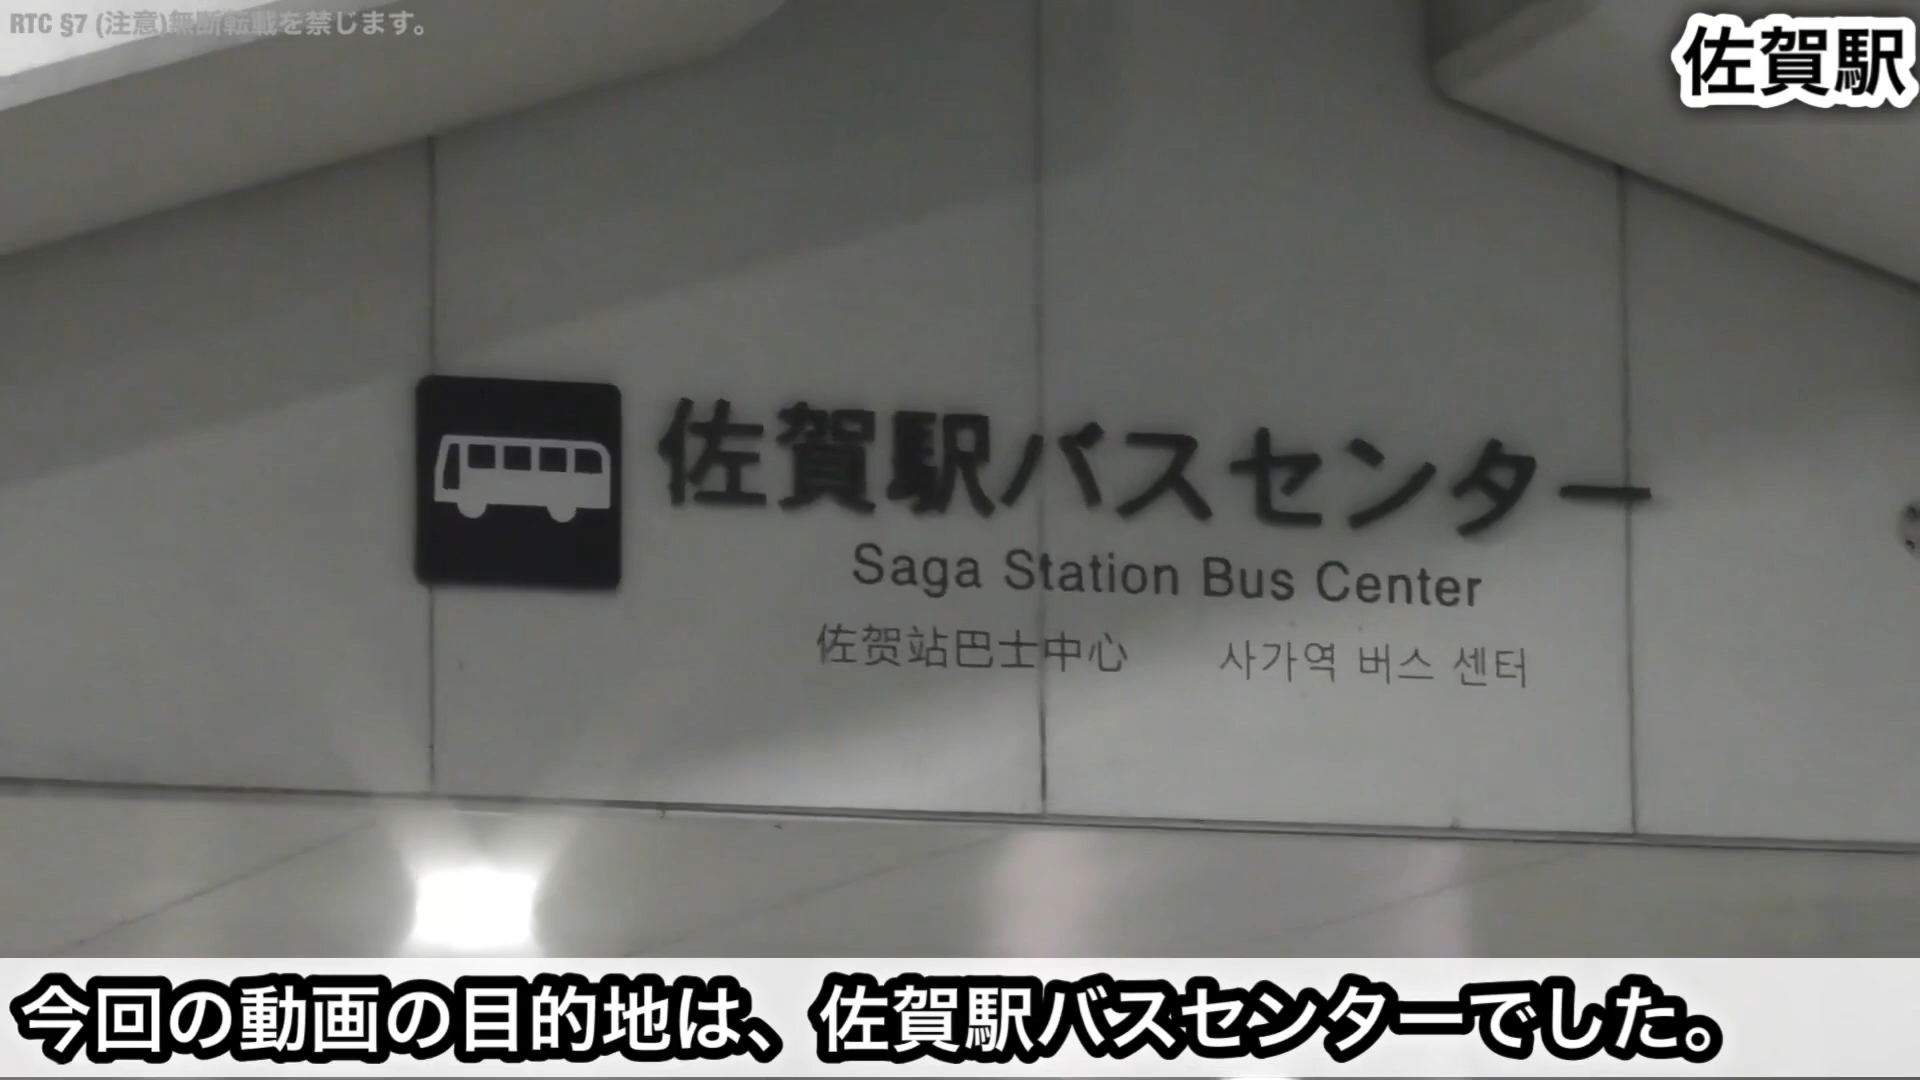 RTC §7 (注意)無断転載を禁じます。
佐賀駅
佐賀駅バスセンター
Saga Station Bus Center
佐贺站巴士中心 사가역 버스 센터
今回の動画の目的地は、佐賀駅バスセンターでした。